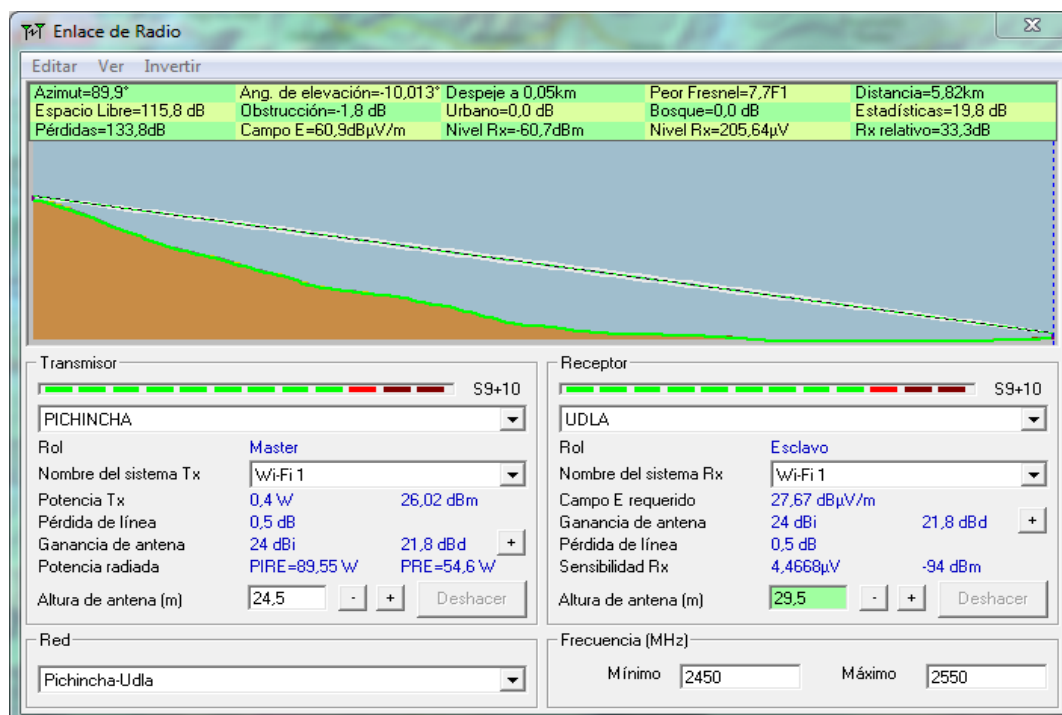 Enlace de Radio
Editar Ver Invertir
Azimut=89,9° Ang. de elevación=-10,013° Despeje a 0,05km Peor Fresnel=7,7F1 Distancia=5,82km
Espacio Libre=115,8 dB Obstrucción=-1,8 dB Urbano=0,0 dB Bosque=0,0 dB Estadísticas=19,8 dB
Pérdidas=133,8dB Campo E=60,9dBµV/m Nivel Rx=-60,7dBm Nivel Rx=205,64µV Rx relativo=33,3dB
Transmisor
S9+10
PICHINCHA
Rol Master
Nombre del sistema Tx Wi-Fi 1
Potencia Tx 0,4 W 26,02 dBm
Pérdida de línea 0,5 dB
Ganancia de antena 24 dBi 21,8 dBd +
Potencia radiada PIRE=89,55 W PRE=54,6 W
Altura de antena (m) 24,5 - + Deshacer
Receptor
S9+10
UDLA
Rol Esclavo
Nombre del sistema Rx Wi-Fi 1
Campo E requerido 27,67 dBµV/m
Ganancia de antena 24 dBi 21,8 dBd +
Pérdida de línea 0,5 dB
Sensibilidad Rx 4,4668µV -94 dBm
Altura de antena (m) 29,5 - + Deshacer
Red
Pichincha-Udla
Frecuencia (MHz)
Mínimo 2450 Máximo 2550